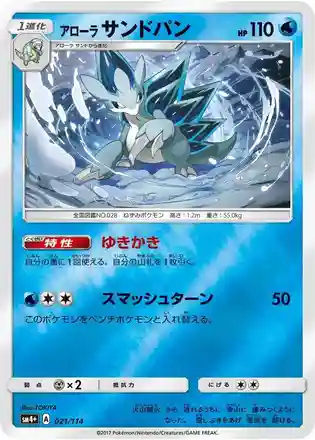 1進化
アローラ サンドパン
HP 110
アローラ サンドから進化
全国図鑑NO.028 ねずみポケモン 高さ:1.2m 重さ:55.0kg
特性 ゆきかき
自分の番に1回使える。自分の山札を1枚引く。
スマッシュターン 50
このポケモンをベンチポケモンと入れ替える。
弱点 ×2 抵抗力 にげる
Illus. TOKIYA
SM4+ A 021/114
©2017 Pokémon/Nintendo/Creatures/GAME FREAK.